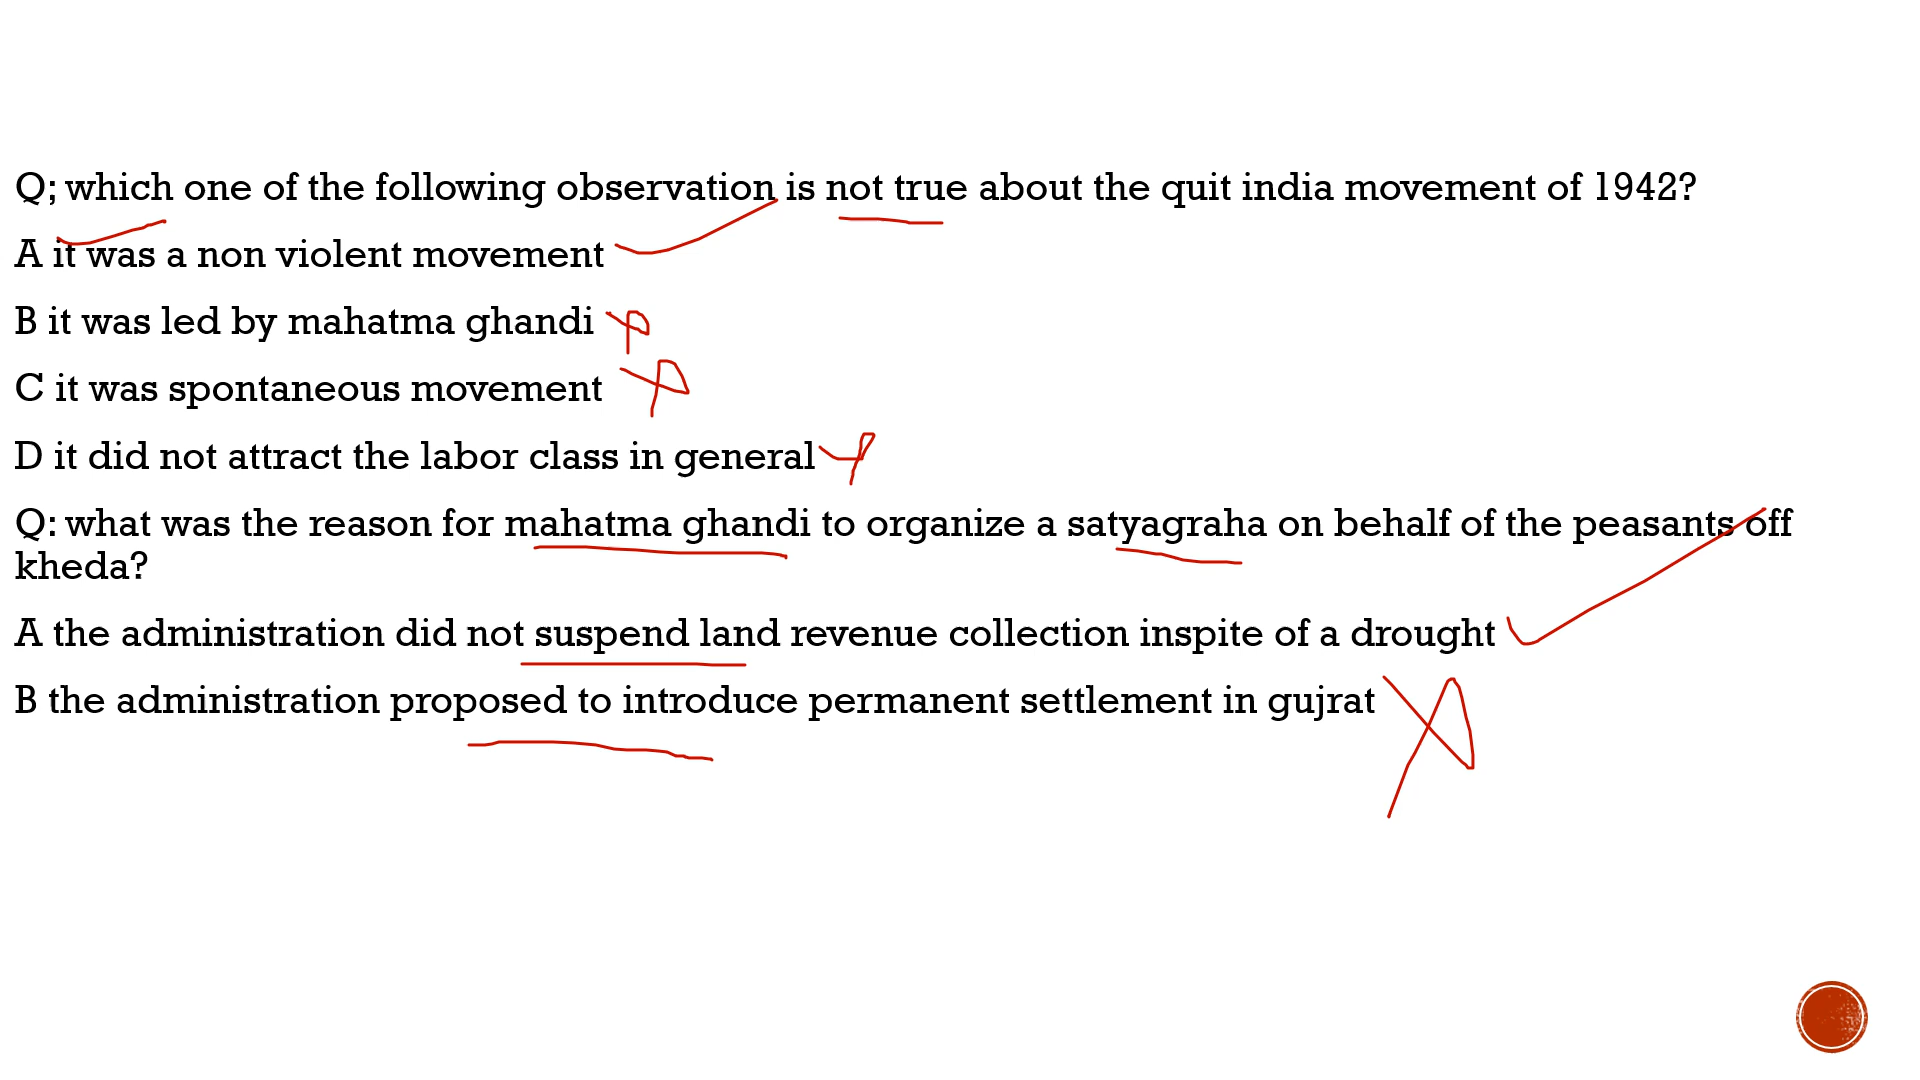 Q; which one of the following observation is not true about the quit india movement of 1942?
A it was a non violent movement
B it was led by mahatma ghandi
C it was spontaneous movement
D it did not attract the labor class in general
Q: what was the reason for mahatma ghandi to organize a satyagraha on behalf of the peasants off
kheda?
A the administration did not suspend land revenue collection inspite of a drought
B the administration proposed to introduce permanent settlement in gujrat